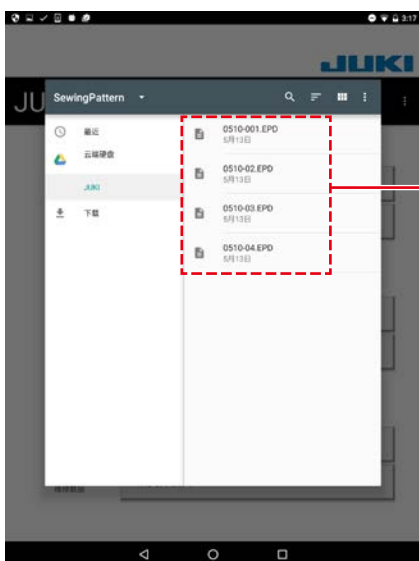 3:17
JUKI
JU
SewingPattern
最近
云端硬盘
JUKI
下载
0510-001.EPD
5月13日
0510-02.EPD
5月13日
0510-03.EPD
5月13日
0510-04.EPD
5月13日